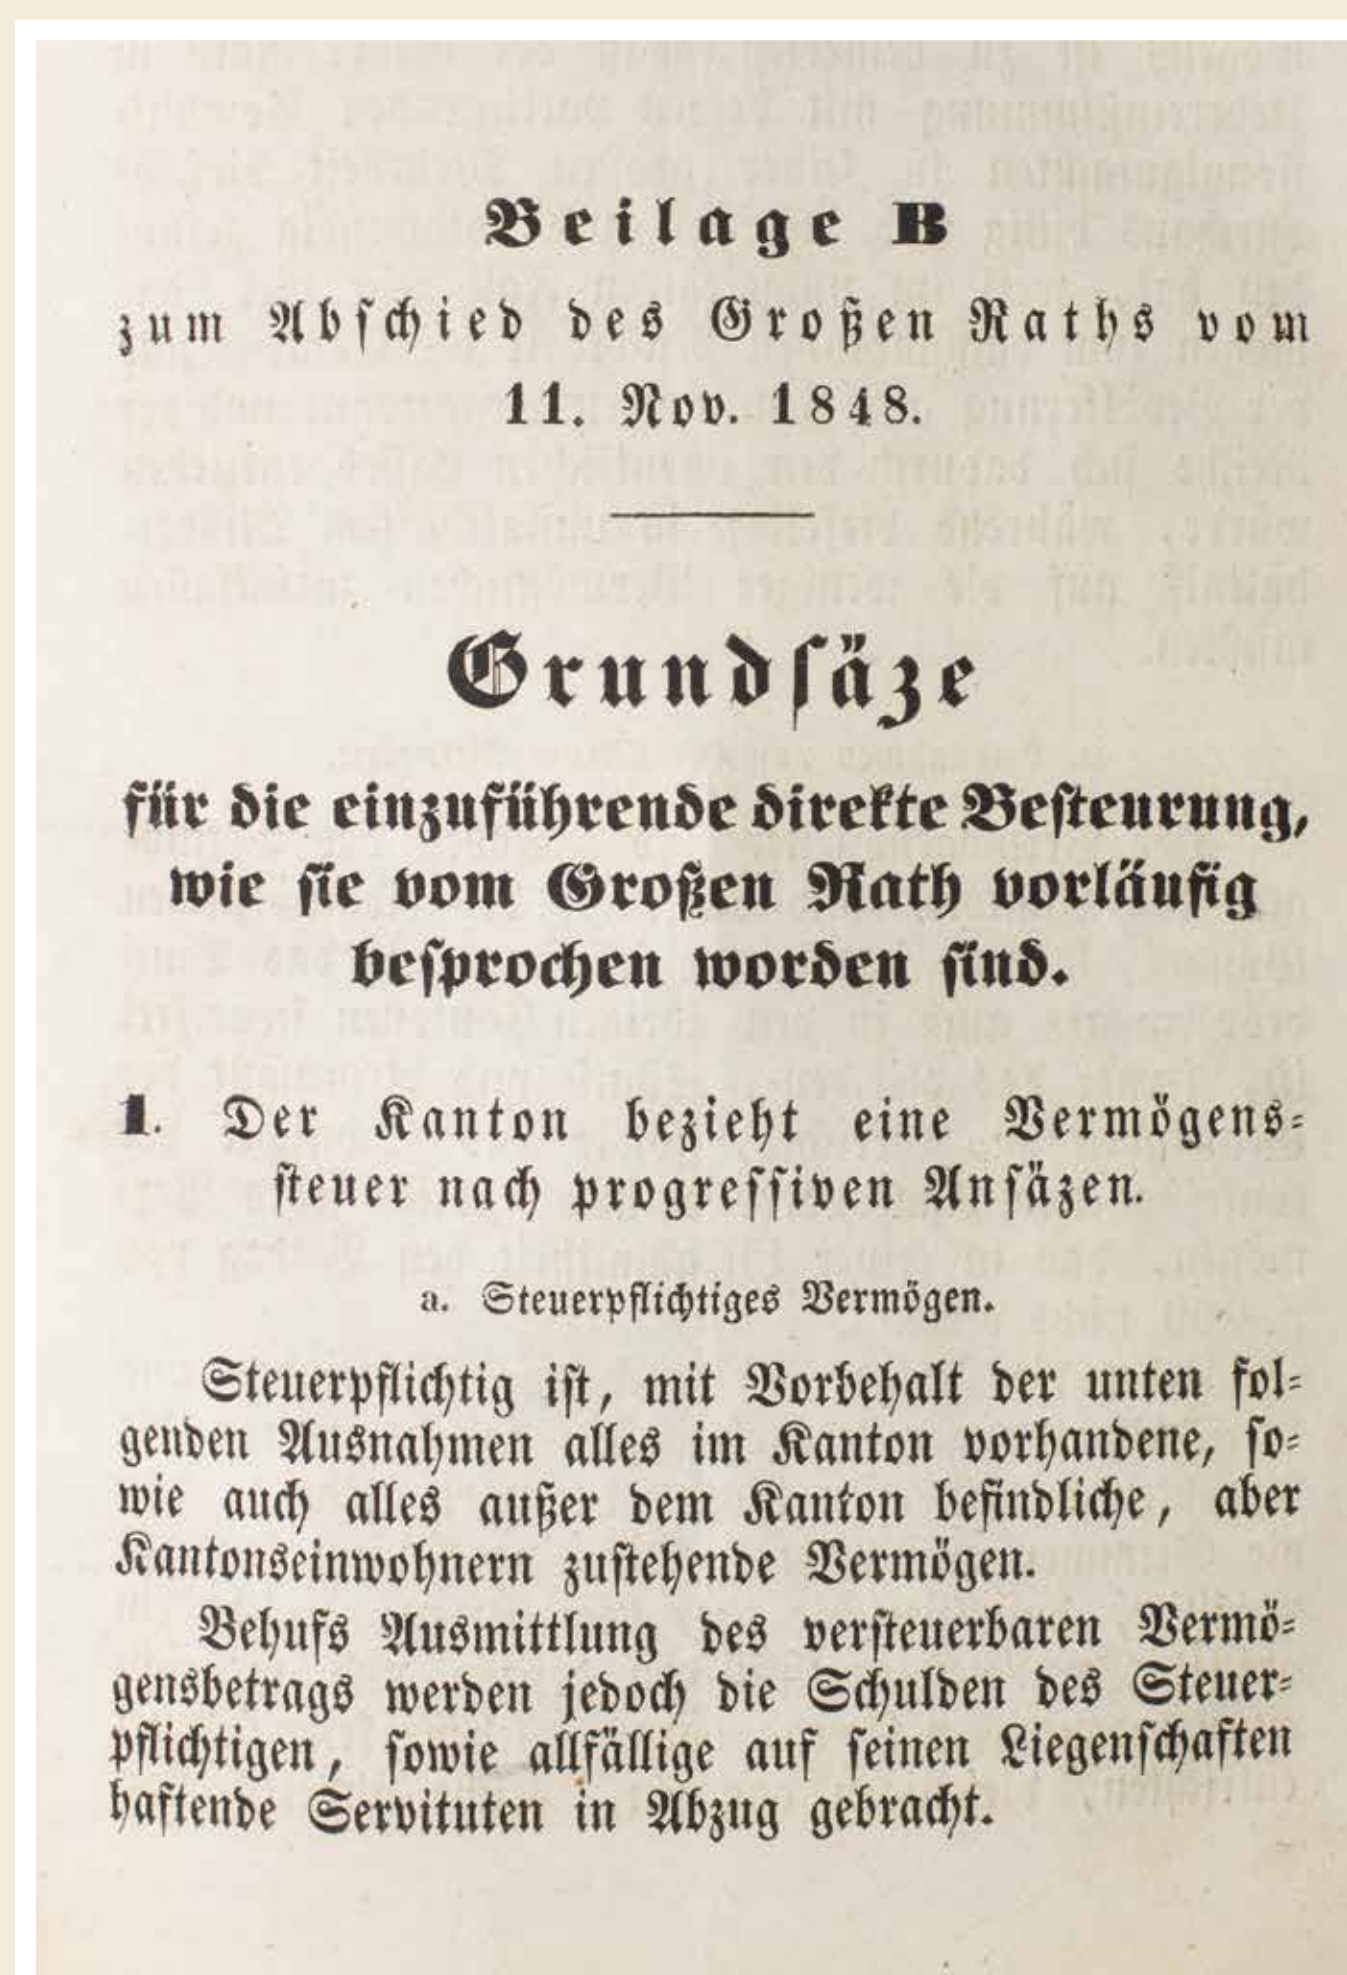 Beilage B
zum Abschied des Großen Raths vom
11. Nov. 1848.
Grundsäze
für die einzuführende direkte Besteurung,
wie sie vom Großen Rath vorläufig
besprochen worden sind.
1. Der Kanton bezieht eine Vermögens-
steuer nach progressiven Ansäzen.
a. Steuerpflichtiges Vermögen.
Steuerpflichtig ist, mit Vorbehalt der unten fol-
genden Ausnahmen alles im Kanton vorhandene, so-
wie auch alles außer dem Kanton befindliche, aber
Kantonseinwohnern zustehende Vermögen.
Behufs Ausmittlung des versteuerbaren Vermö-
gensbetrags werden jedoch die Schulden des Steuer-
pflichtigen, sowie allfällige auf seinen Liegenschaften
haftende Servituten in Abzug gebracht.